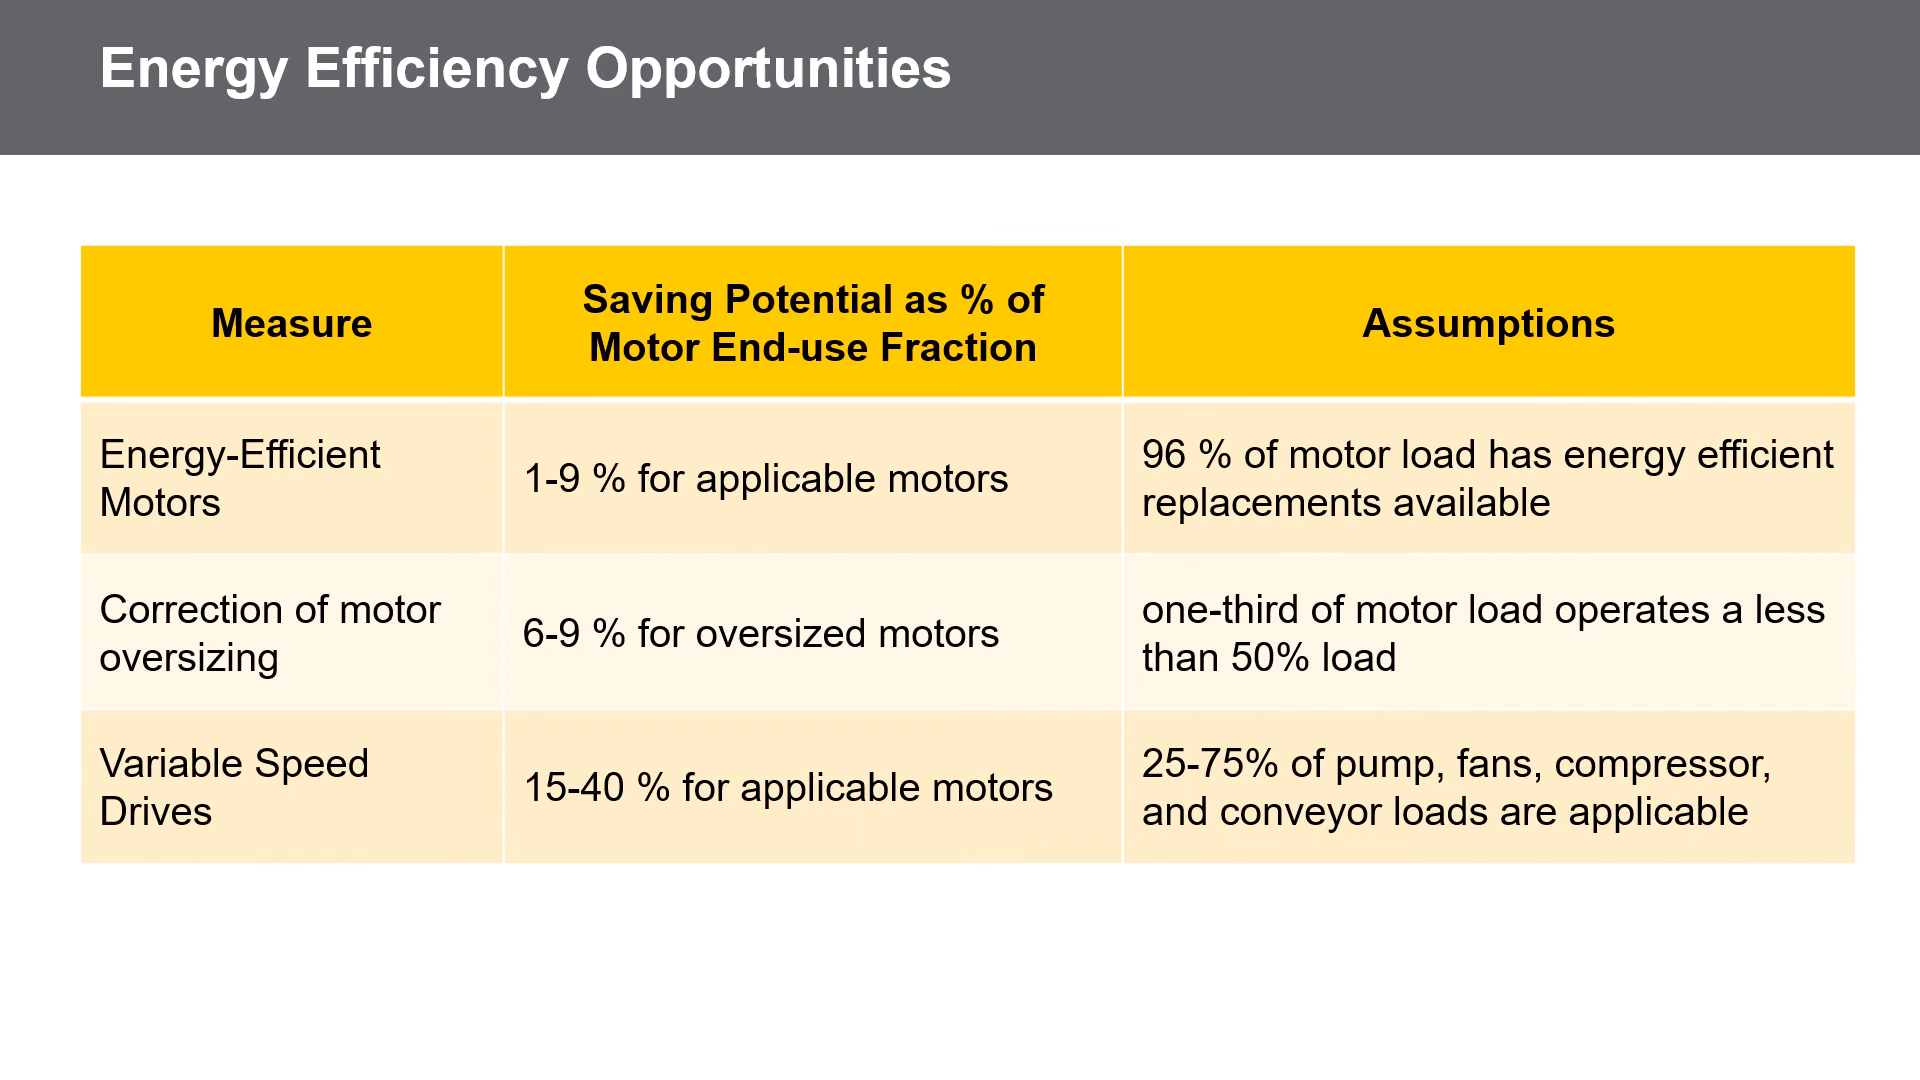 Energy Efficiency Opportunities
Measure
Saving Potential as % of
Motor End-use Fraction
Assumptions
Energy-Efficient
Motors
1-9 % for applicable motors
96 % of motor load has energy efficient
replacements available
Correction of motor
oversizing
6-9 % for oversized motors
one-third of motor load operates a less
than 50% load
Variable Speed
Drives
15-40 % for applicable motors
25-75% of pump, fans, compressor,
and conveyor loads are applicable